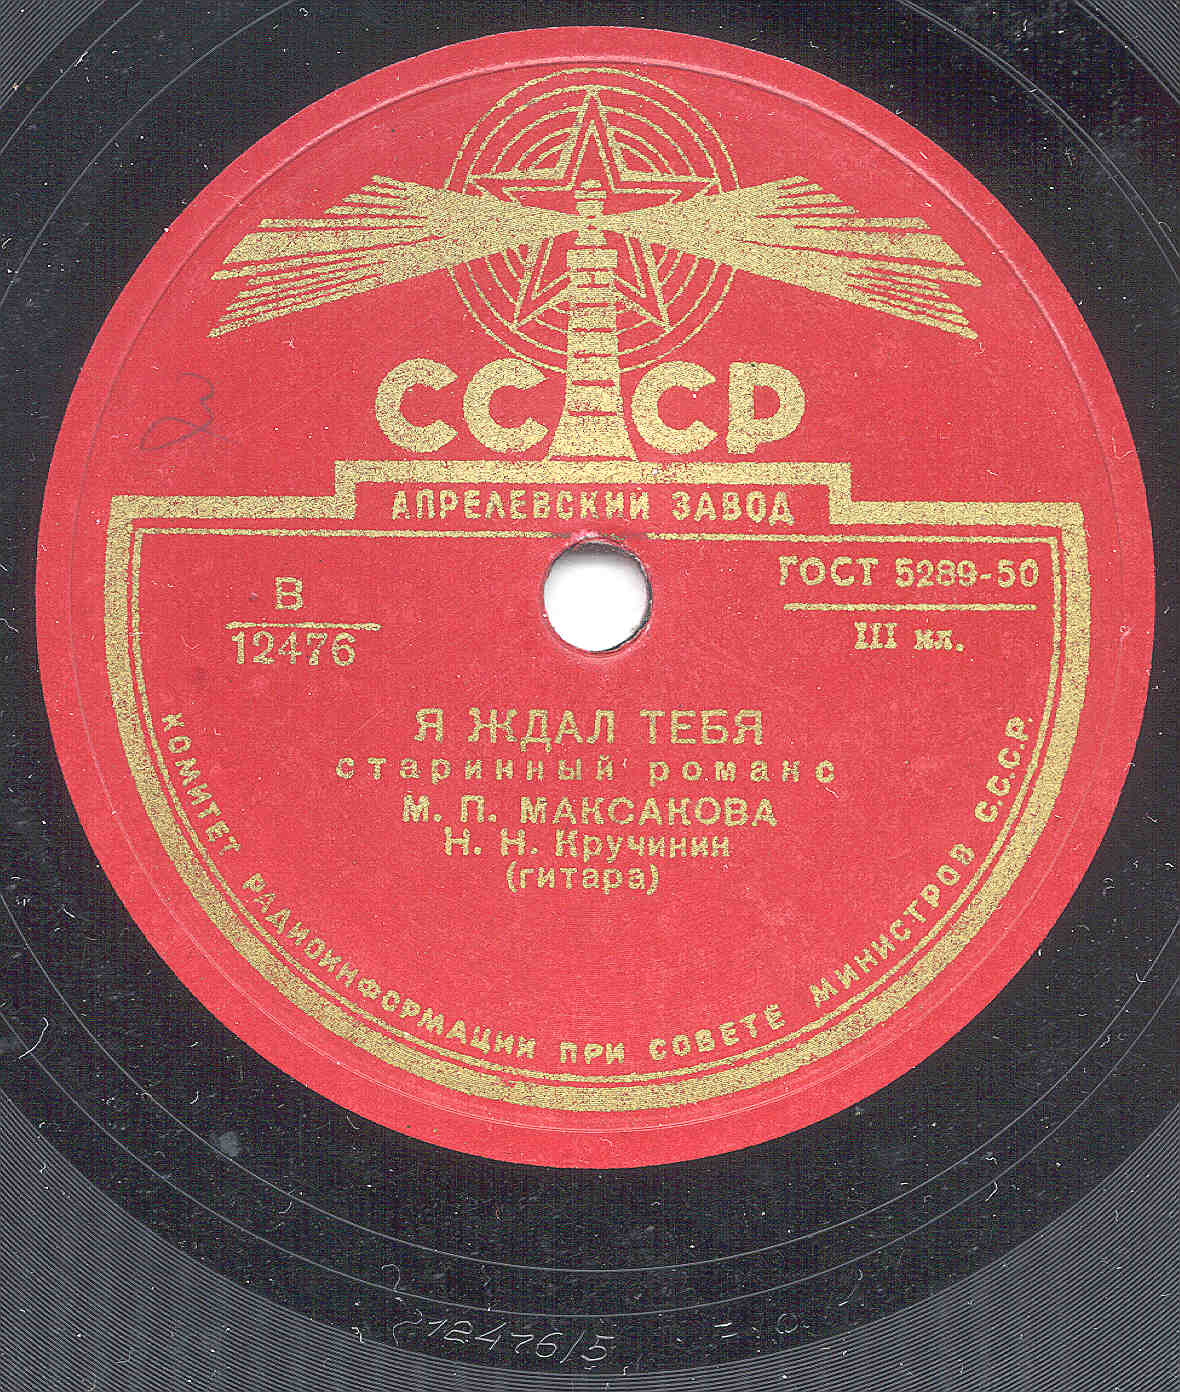 СССР
АПРЕЛЕВСКИЙ ЗАВОД
ГОСТ 5289-50
В
12476
III кл.
Я ЖДАЛ ТЕБЯ
старинный романс
М. П. МАКСАКОВА
Н. Н. Кручинин
(гитара)
КОМИТЕТ РАДИОИНФОРМАЦИИ ПРИ СОВЕТЕ МИНИСТРОВ С.С.С.Р.
12476/5